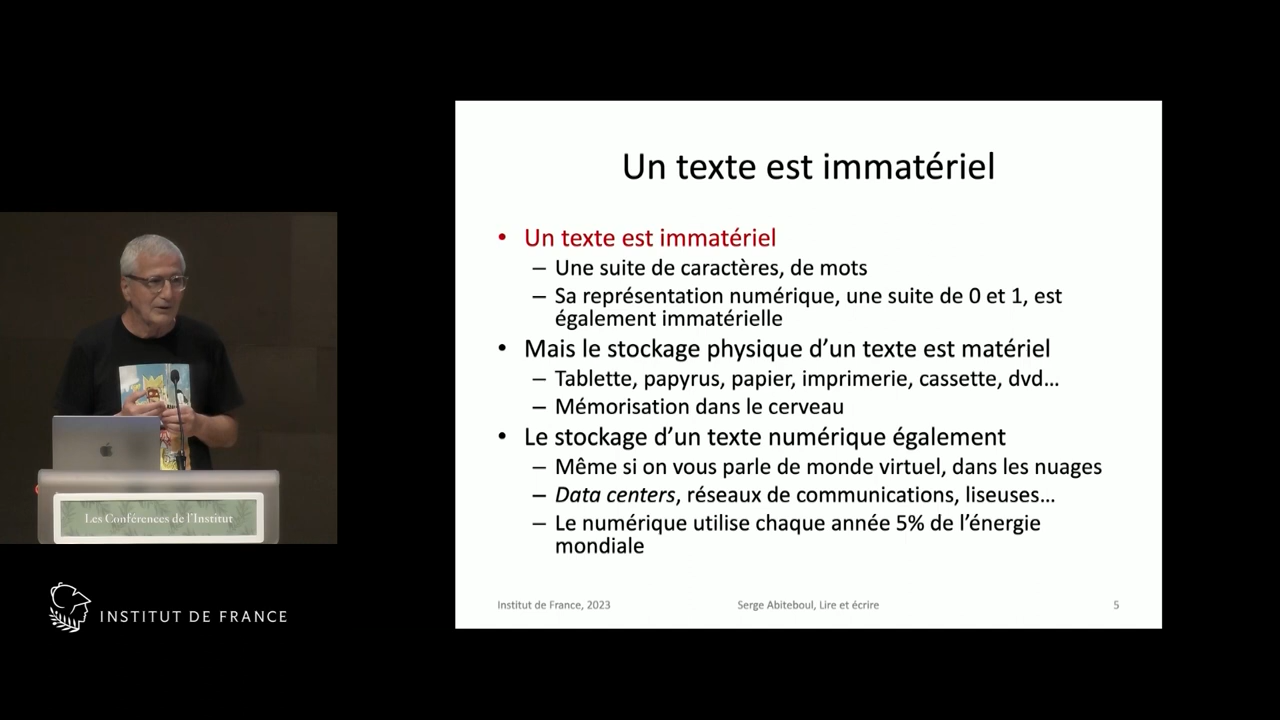 Un texte est immatériel
• Un texte est immatériel
– Une suite de caractères, de mots
– Sa représentation numérique, une suite de 0 et 1, est
également immatérielle
• Mais le stockage physique d’un texte est matériel
– Tablette, papyrus, papier, imprimerie, cassette, dvd…
– Mémorisation dans le cerveau
• Le stockage d’un texte numérique également
– Même si on vous parle de monde virtuel, dans les nuages
– Data centers, réseaux de communications, liseuses…
– Le numérique utilise chaque année 5% de l’énergie
mondiale
Institut de France, 2023
Serge Abiteboul, Lire et écrire
5
Les Conférences de l’Institut
INSTITUT DE FRANCE